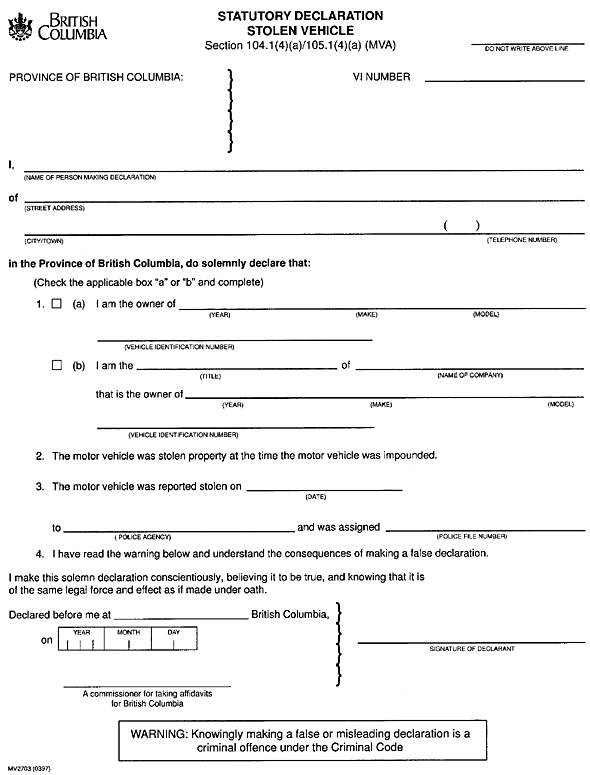 BRITISH COLUMBIA
STATUTORY DECLARATION
STOLEN VEHICLE
Section 104.1(4)(a)/105.1(4)(a) (MVA)
DO NOT WRITE ABOVE LINE
PROVINCE OF BRITISH COLUMBIA:
VI NUMBER
I,
(NAME OF PERSON MAKING DECLARATION)
of
(STREET ADDRESS)
( )
(CITY/TOWN) (TELEPHONE NUMBER)
in the Province of British Columbia, do solemnly declare that:
(Check the applicable box "a" or "b" and complete)
1. (a) I am the owner of
(YEAR) (MAKE) (MODEL)
(VEHICLE IDENTIFICATION NUMBER)
(b) I am the of
(TITLE) (NAME OF COMPANY)
that is the owner of
(YEAR) (MAKE) (MODEL)
(VEHICLE IDENTIFICATION NUMBER)
2. The motor vehicle was stolen property at the time the motor vehicle was impounded.
3. The motor vehicle was reported stolen on
(DATE)
to and was assigned
( POLICE AGENCY) (POLICE FILE NUMBER)
4. I have read the warning below and understand the consequences of making a false declaration.
I make this solemn declaration conscientiously, believing it to be true, and knowing that it is
of the same legal force and effect as if made under oath.
Declared before me at British Columbia,
on YEAR MONTH DAY
SIGNATURE OF DECLARANT
A commissioner for taking affidavits
for British Columbia
WARNING: Knowingly making a false or misleading declaration is a
criminal offence under the Criminal Code
MV2703 (0397)